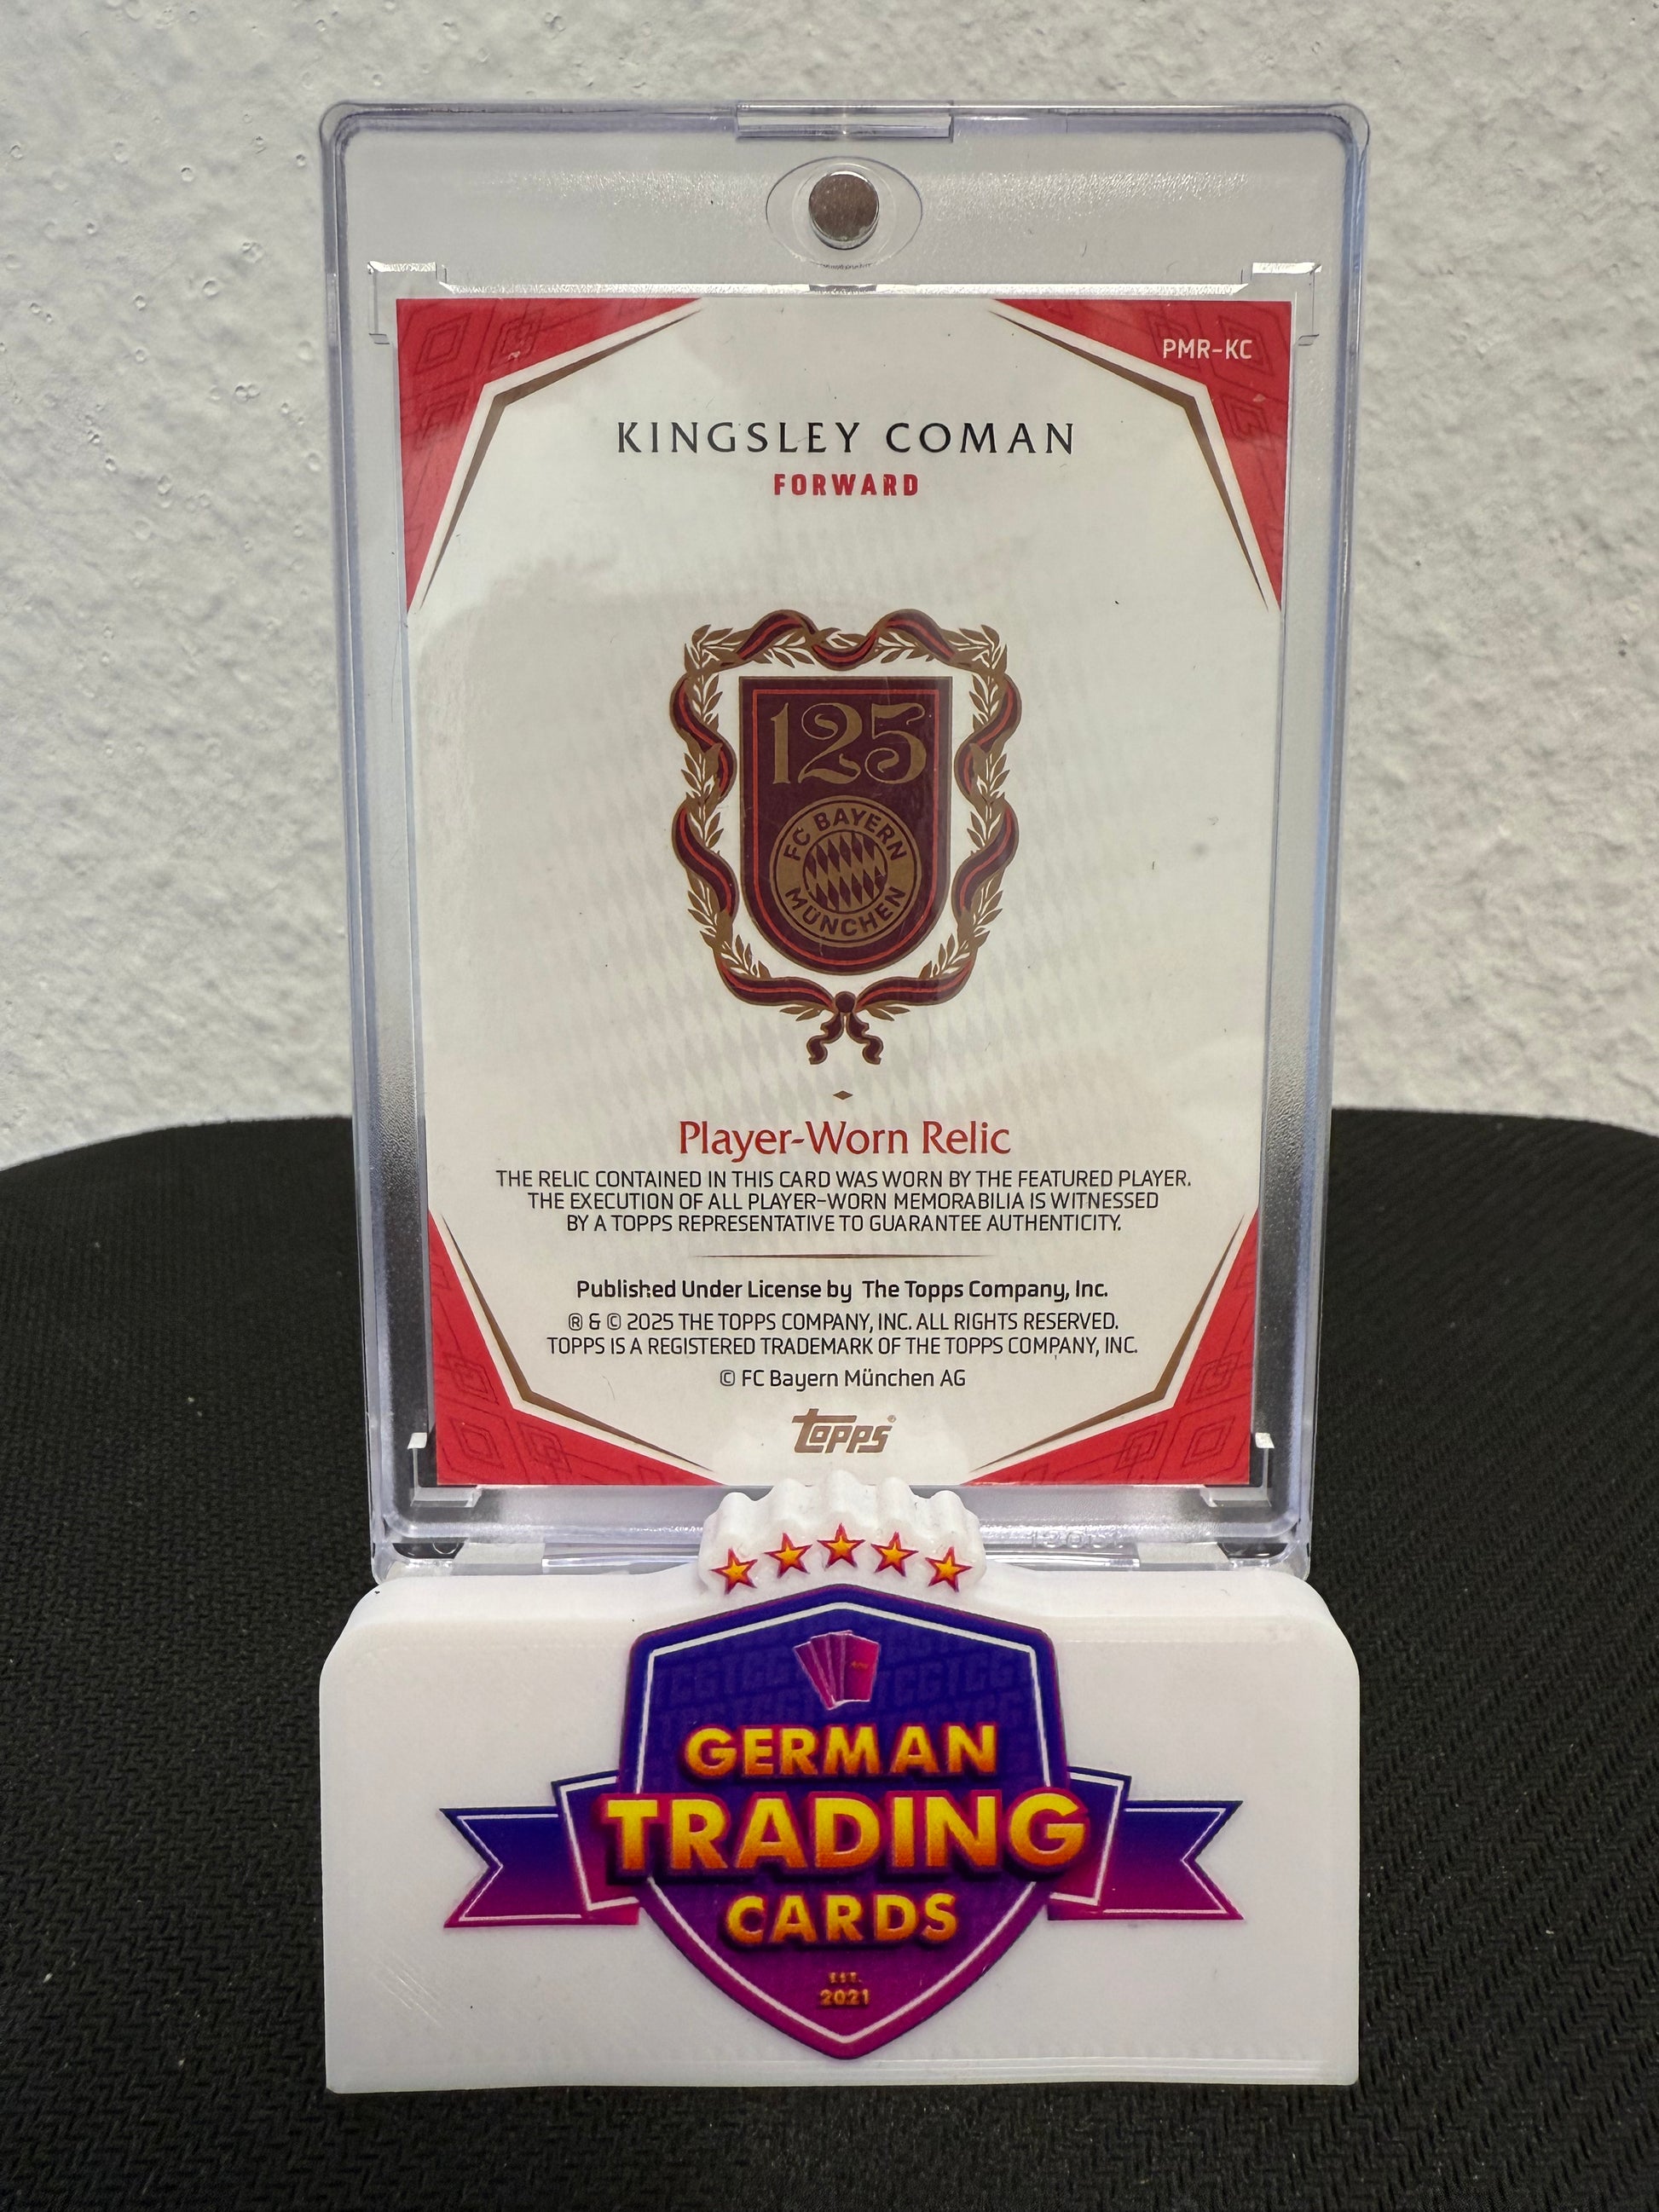 PMR-KC
KINGSLEY COMAN
FORWARD
125
FC BAYERN
MÜNCHEN
Player-Worn Relic
THE RELIC CONTAINED IN THIS CARD WAS WORN BY THE FEATURED PLAYER.
THE EXECUTION OF ALL PLAYER-WORN MEMORABILIA IS WITNESSED
BY A TOPPS REPRESENTATIVE TO GUARANTEE AUTHENTICITY.
Published Under License by The Topps Company, Inc.
® & © 2025 THE TOPPS COMPANY, INC. ALL RIGHTS RESERVED.
TOPPS IS A REGISTERED TRADEMARK OF THE TOPPS COMPANY, INC.
© FC Bayern München AG
topps®
GERMAN
TRADING
CARDS
EST.
2021